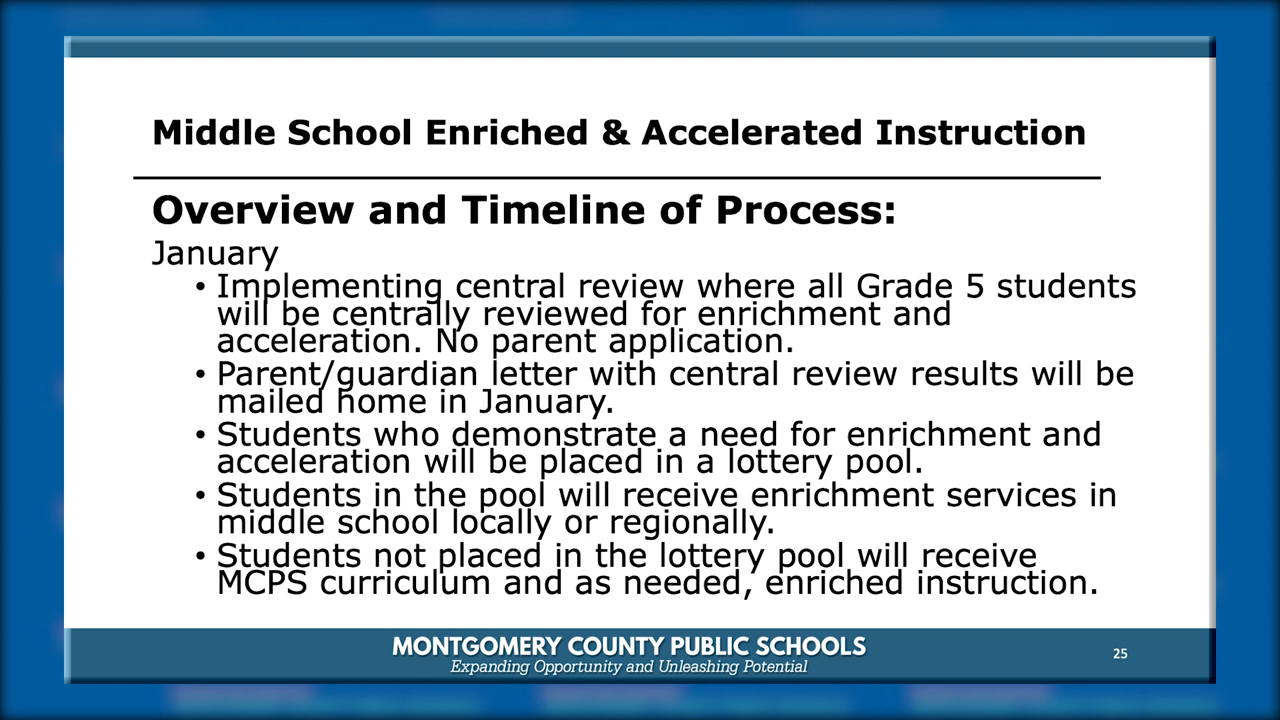 Middle School Enriched & Accelerated Instruction
Overview and Timeline of Process:
January
• Implementing central review where all Grade 5 students
will be centrally reviewed for enrichment and
acceleration. No parent application.
• Parent/guardian letter with central review results will be
mailed home in January.
• Students who demonstrate a need for enrichment and
acceleration will be placed in a lottery pool.
• Students in the pool will receive enrichment services in
middle school locally or regionally.
• Students not placed in the lottery pool will receive
MCPS curriculum and as needed, enriched instruction.
MONTGOMERY COUNTY PUBLIC SCHOOLS
Expanding Opportunity and Unleashing Potential
25